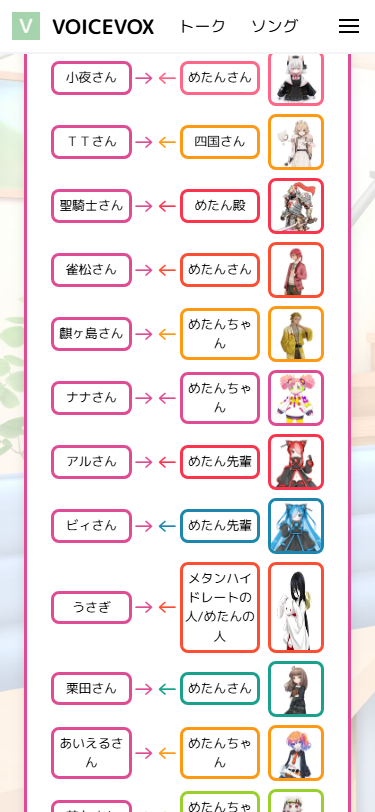 V VOICEVOX トーク ソング
小夜さん → ← めたんさん
ＴＴさん → ← 四国さん
聖騎士さん → ← めたん殿
雀松さん → ← めたんさん
麒ヶ島さん → ← めたんちゃ
ん
ナナさん → ← めたんちゃ
ん
アルさん → ← めたん先輩
ビィさん → ← めたん先輩
うさぎ → ← メタンハイ
ドレートの
人/めたんの
人
栗田さん → ← めたんさん
あいえるさ
ん → ← めたんちゃ
ん
めたんちゃ